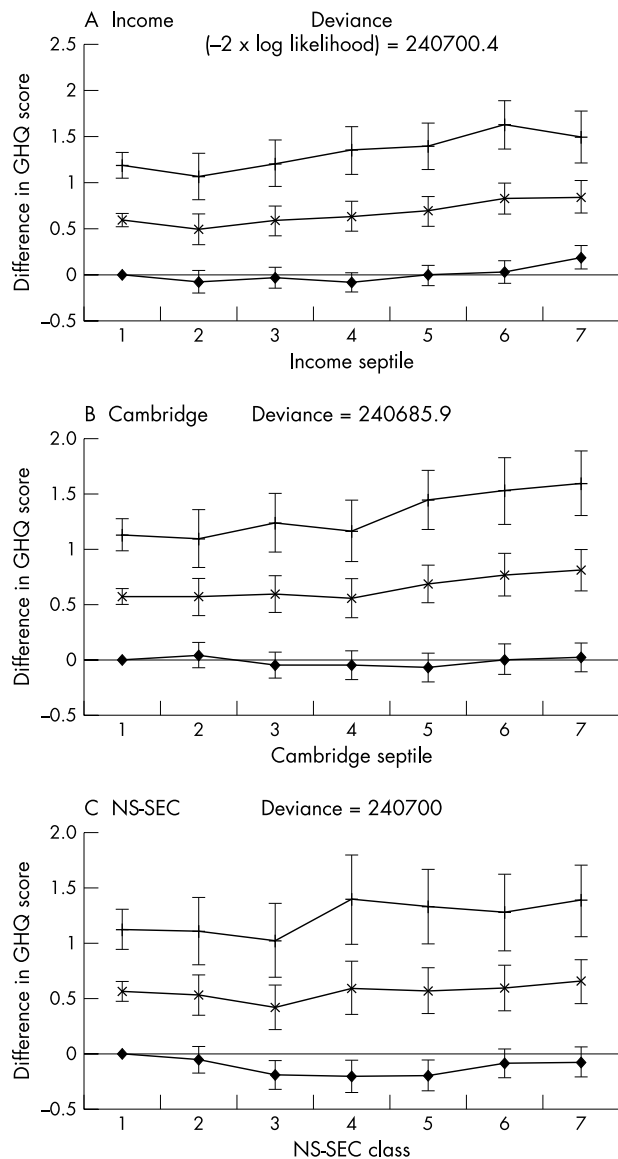 A Income Deviance
(–2 x log likelihood) = 240700.4
2.5
2
1.5
1
0.5
0
–0.5
Difference in GHQ score
1 2 3 4 5 6 7
Income septile
B Cambridge Deviance = 240685.9
2.0
1.5
1
0.5
0
–0.5
Difference in GHQ score
1 2 3 4 5 6 7
Cambridge septile
C NS-SEC Deviance = 240700
2.0
1.5
1
0.5
0
–0.5
Difference in GHQ score
1 2 3 4 5 6 7
NS-SEC class